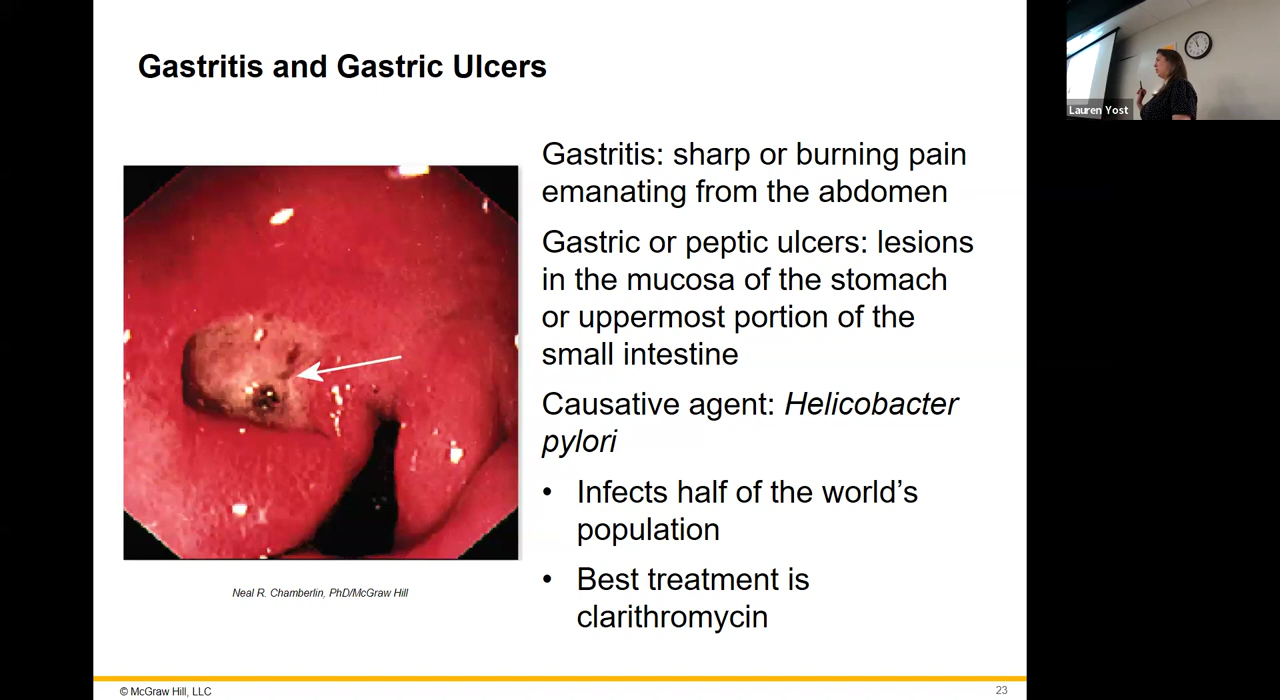 Gastritis and Gastric Ulcers
Lauren Yost
Gastritis: sharp or burning pain
emanating from the abdomen
Gastric or peptic ulcers: lesions
in the mucosa of the stomach
or uppermost portion of the
small intestine
Causative agent: Helicobacter
pylori
• Infects half of the world’s
population
• Best treatment is
clarithromycin
Neal R. Chamberlin, PhD/McGraw Hill
© McGraw Hill, LLC
23